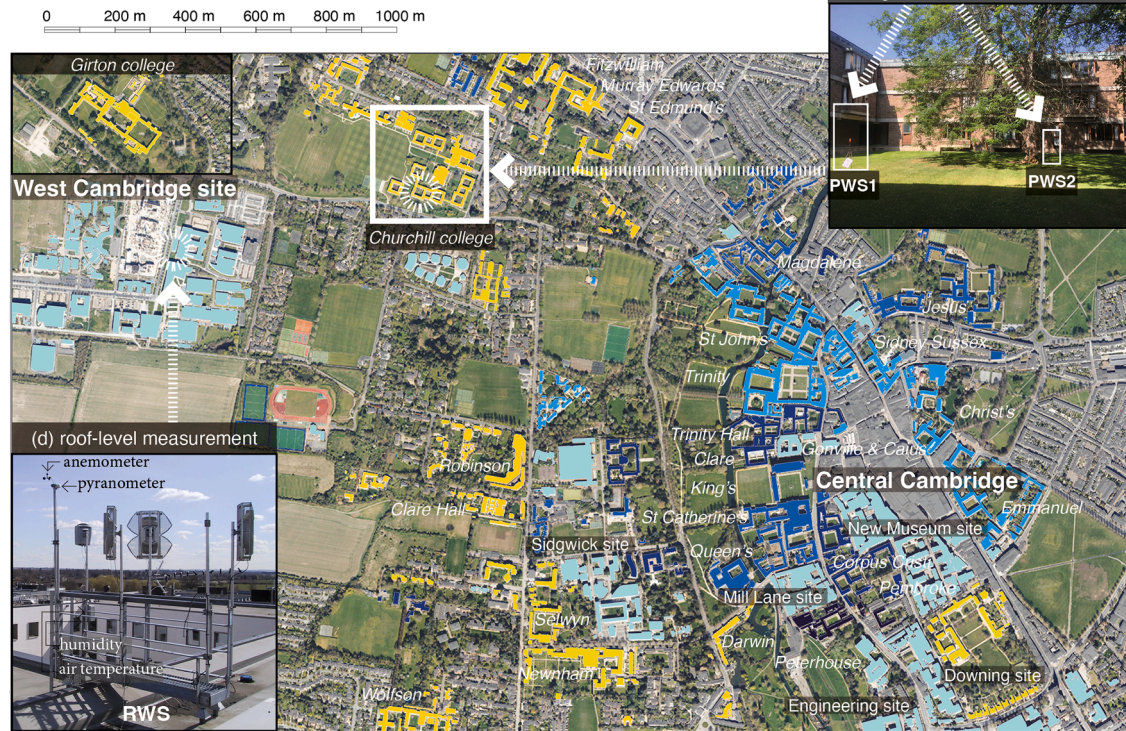 0 200 m 400 m 600 m 800 m 1000 m
Girton college
West Cambridge site
Churchill college
Fitzwilliam
Murray Edwards
St Edmund's
PWS1
PWS2
Magdalene
Jesus
St John's
Sidney Sussex
Trinity
Christ's
Trinity Hall
Clare
Gonville & Caius
King's
Central Cambridge
Emmanuel
St Catherine's
New Museum site
Robinson
Clare Hall
Sidgwick site
Queen's
Corpus Cristi
Mill Lane site
Pembroke
Selwyn
Darwin
Peterhouse
Newnham
Downing site
Wolfson
Engineering site
(d) roof-level measurement
anemometer
pyranometer
humidity
air temperature
RWS